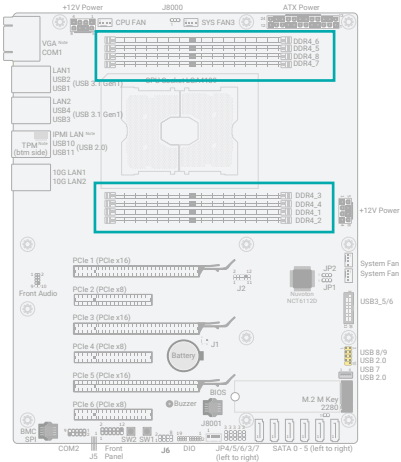 +12V Power
J8000
ATX Power
CPU FAN
SYS FAN3
VGA Note
COM1
DDR4_6
DDR4_5
DDR4_8
DDR4_7
LAN1
USB2 (USB 3.1 Gen1)
USB1
LAN2
USB4 (USB 3.1 Gen1)
USB3
IPMI LAN Note
TPM Note USB10 (USB 2.0)
(btm side) USB11
10G LAN1
10G LAN2
DDR4_3
DDR4_4
DDR4_1
DDR4_2
+12V Power
PCIe 1 (PCIe x16)
System Fan
System Fan
JP2
JP1
J2
Front Audio
PCIe 2 (PCIe x8)
Nuvoton
NCT6112D
USB3_5/6
PCIe 3 (PCIe x16)
J1
PCIe 4 (PCIe x8)
Battery
USB 8/9
USB 2.0
USB 7
USB 2.0
PCIe 5 (PCIe x16)
BIOS
M.2 M Key
2280
PCIe 6 (PCIe x8)
Buzzer
J8001
BMC
SPI
COM2
J5
Front
Panel
SW2
SW1
J6
DIO
JP4/5/6/3/7
(left to right)
SATA 0 - 5 (left to right)